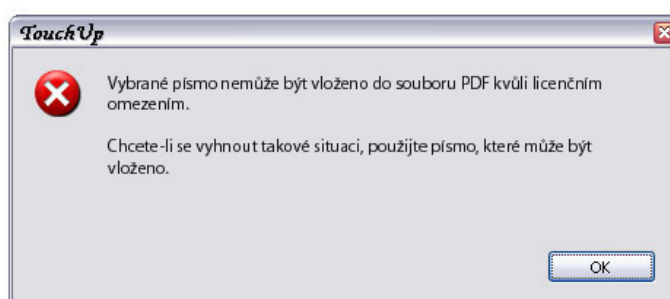 TouchUp
Vybrané písmo nemůže být vloženo do souboru PDF kvůli licenčním
omezením.
Chcete-li se vyhnout takové situaci, použijte písmo, které může být
vloženo.
OK